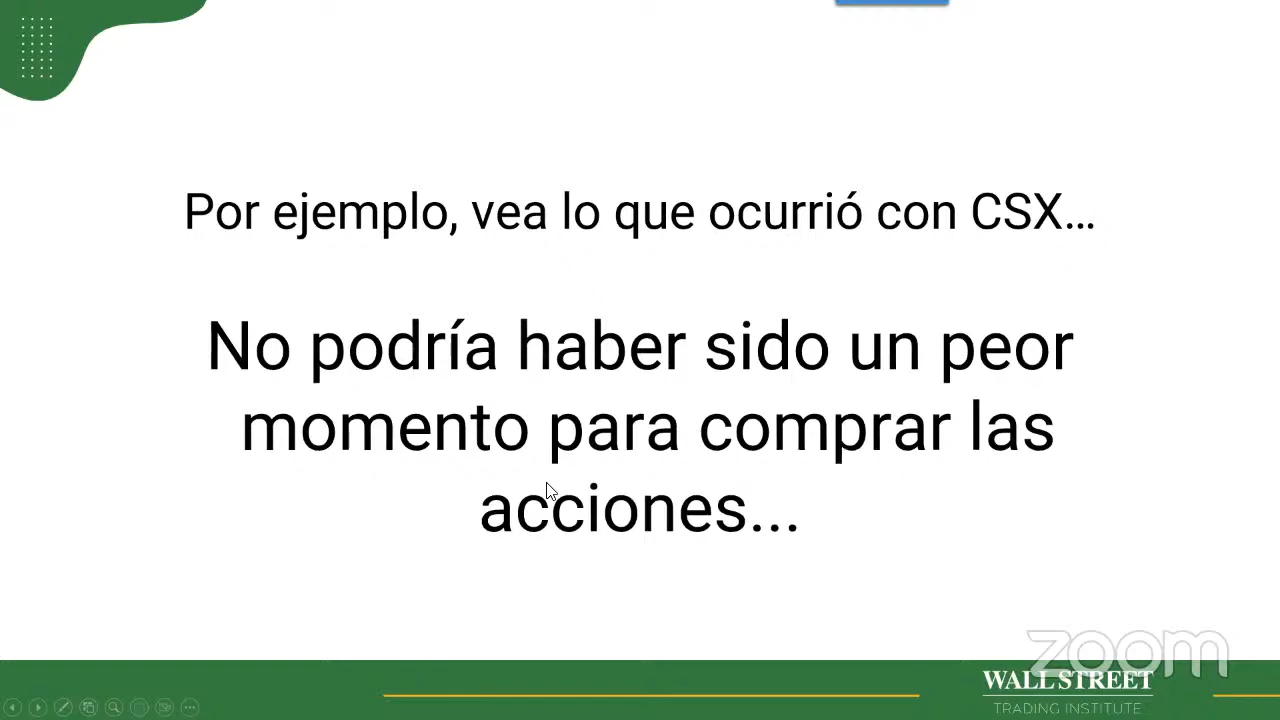 Por ejemplo, vea lo que ocurrió con CSX…
No podría haber sido un peor
momento para comprar las
acciones...
zoom
WALL STREET
TRADING INSTITUTE